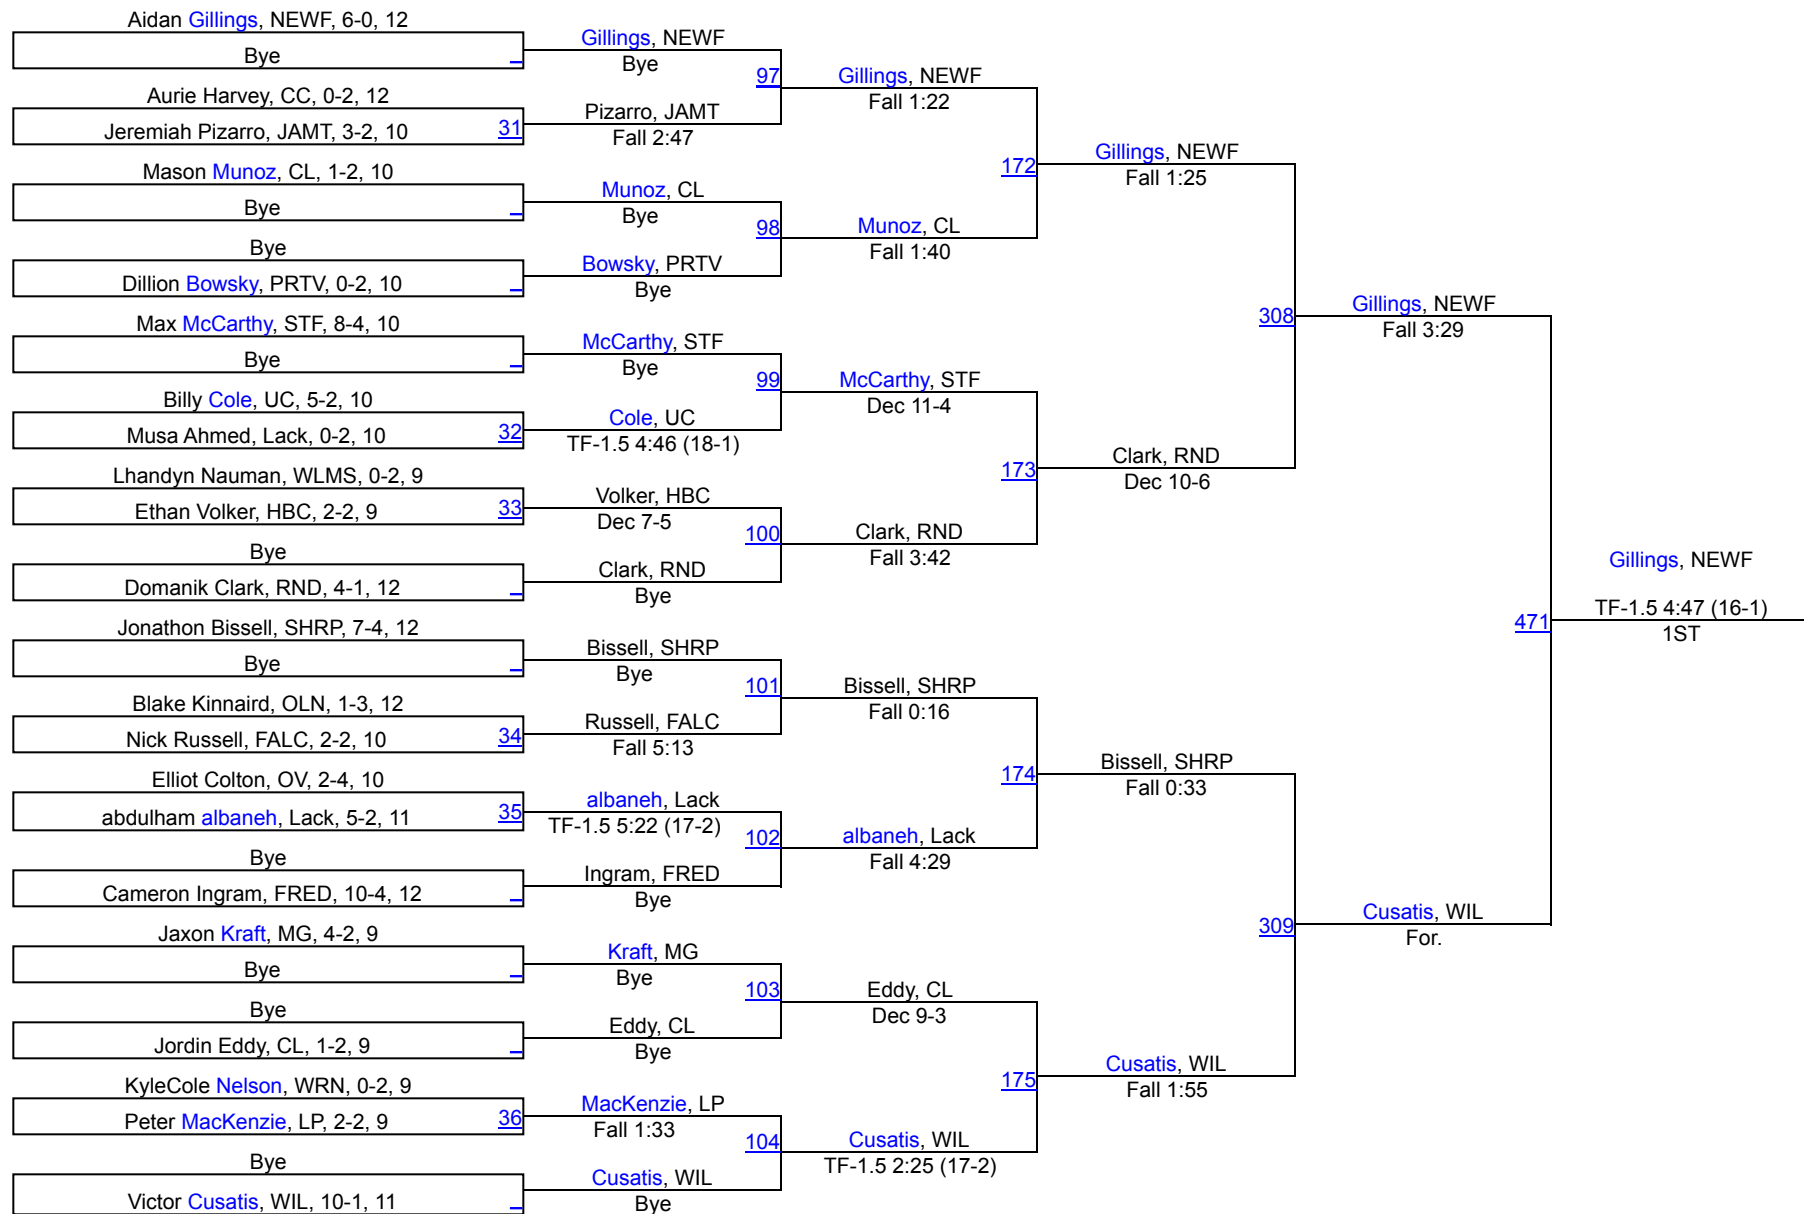 Aidan Gillings, NEWF, 6-0, 12
Bye
Aurie Harvey, CC, 0-2, 12
Jeremiah Pizarro, JAMT, 3-2, 10
31
Mason Munoz, CL, 1-2, 10
Bye
Bye
Dillion Bowsky, PRTV, 0-2, 10
Max McCarthy, STF, 8-4, 10
Bye
Billy Cole, UC, 5-2, 10
Musa Ahmed, Lack, 0-2, 10
32
Lhandyn Nauman, WLMS, 0-2, 9
Ethan Volker, HBC, 2-2, 9
33
Bye
Domanik Clark, RND, 4-1, 12
Jonathon Bissell, SHRP, 7-4, 12
Bye
Blake Kinnaird, OLN, 1-3, 12
Nick Russell, FALC, 2-2, 10
34
Elliot Colton, OV, 2-4, 10
abdulham albaneh, Lack, 5-2, 11
35
Bye
Cameron Ingram, FRED, 10-4, 12
Jaxon Kraft, MG, 4-2, 9
Bye
Bye
Jordin Eddy, CL, 1-2, 9
KyleCole Nelson, WRN, 0-2, 9
Peter MacKenzie, LP, 2-2, 9
36
Bye
Victor Cusatis, WIL, 10-1, 11
Gillings, NEWF
Bye
97
Pizarro, JAMT
Fall 2:47
Munoz, CL
Bye
98
Bowsky, PRTV
Bye
McCarthy, STF
Bye
99
Cole, UC
TF-1.5 4:46 (18-1)
Volker, HBC
Dec 7-5
100
Clark, RND
Bye
Bissell, SHRP
Bye
101
Russell, FALC
Fall 5:13
albaneh, Lack
TF-1.5 5:22 (17-2)
102
Ingram, FRED
Bye
Kraft, MG
Bye
103
Eddy, CL
Bye
MacKenzie, LP
Fall 1:33
104
Cusatis, WIL
Bye
Gillings, NEWF
Fall 1:22
172
Munoz, CL
Fall 1:40
McCarthy, STF
Dec 11-4
173
Clark, RND
Fall 3:42
Bissell, SHRP
Fall 0:16
174
albaneh, Lack
Fall 4:29
Eddy, CL
Dec 9-3
175
Cusatis, WIL
TF-1.5 2:25 (17-2)
Gillings, NEWF
Fall 1:25
308
Clark, RND
Dec 10-6
Bissell, SHRP
Fall 0:33
309
Cusatis, WIL
Fall 1:55
Gillings, NEWF
Fall 3:29
471
Cusatis, WIL
For.
Gillings, NEWF
TF-1.5 4:47 (16-1)
1ST